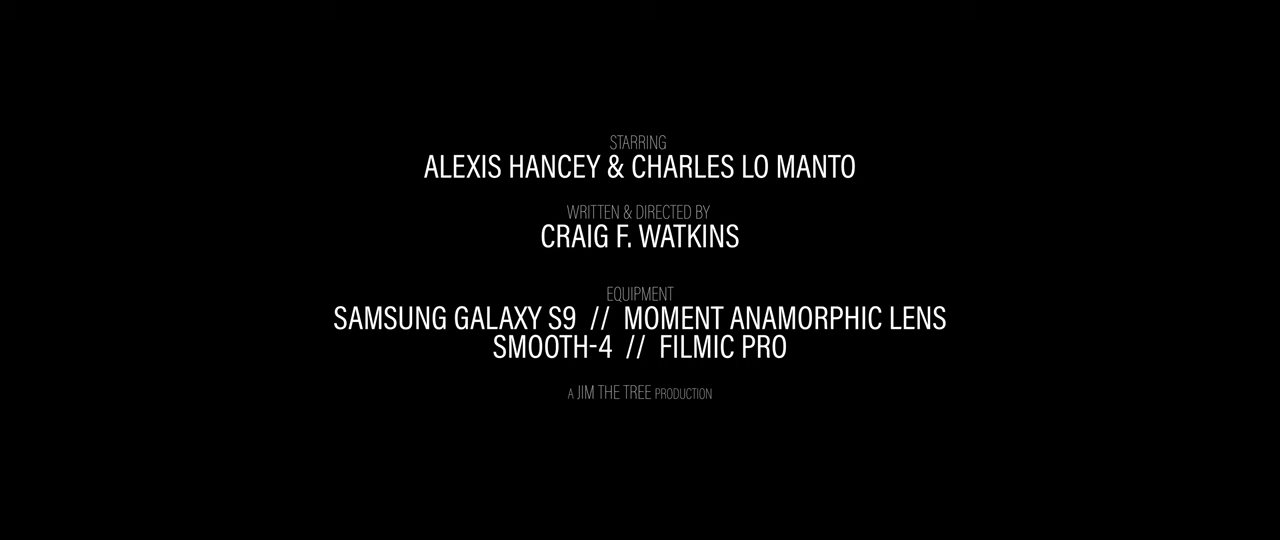 STARRING
ALEXIS HANCEY & CHARLES LO MANTO
WRITTEN & DIRECTED BY
CRAIG F. WATKINS
EQUIPMENT
SAMSUNG GALAXY S9 // MOMENT ANAMORPHIC LENS
SMOOTH-4 // FILMIC PRO
A JIM THE TREE PRODUCTION